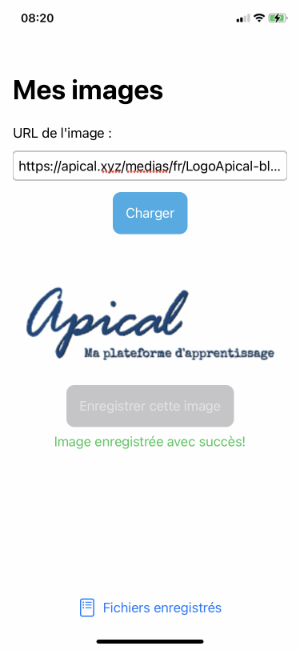 08:20
Mes images
URL de l'image :
https://apical.xyz/medias/fr/LogoApical-bl...
Charger
Apical
Ma plateforme d'apprentissage
Enregistrer cette image
Image enregistrée avec succès!
Fichiers enregistrés